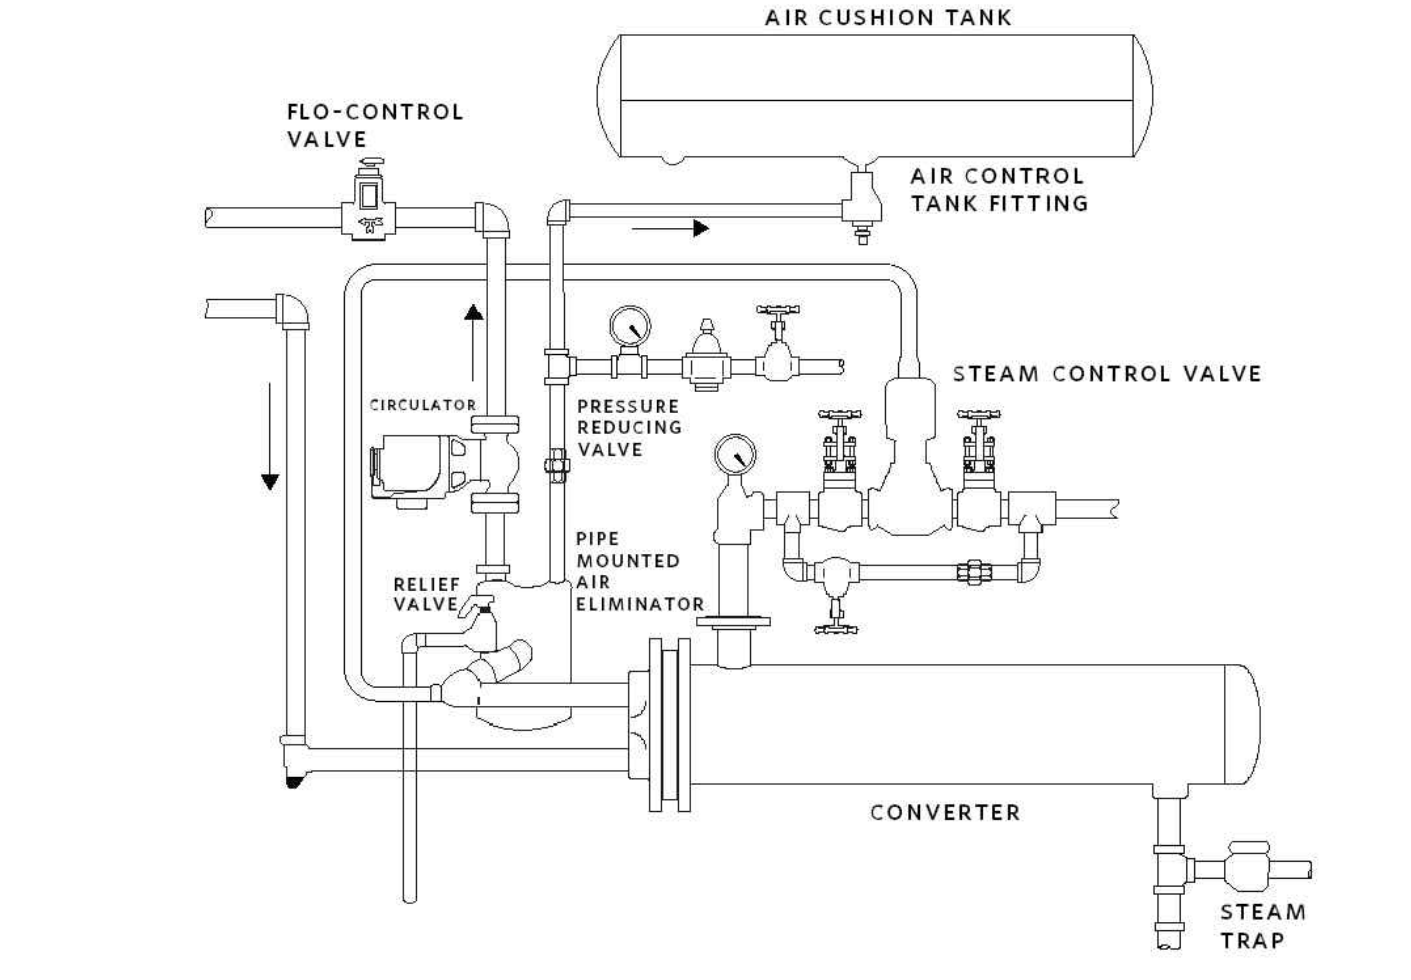 AIR CUSHION TANK
FLO-CONTROL
VALVE
AIR CONTROL
TANK FITTING
STEAM CONTROL VALVE
CIRCULATOR
PRESSURE
REDUCING
VALVE
PIPE
MOUNTED
AIR
ELIMINATOR
RELIEF
VALVE
CONVERTER
STEAM
TRAP